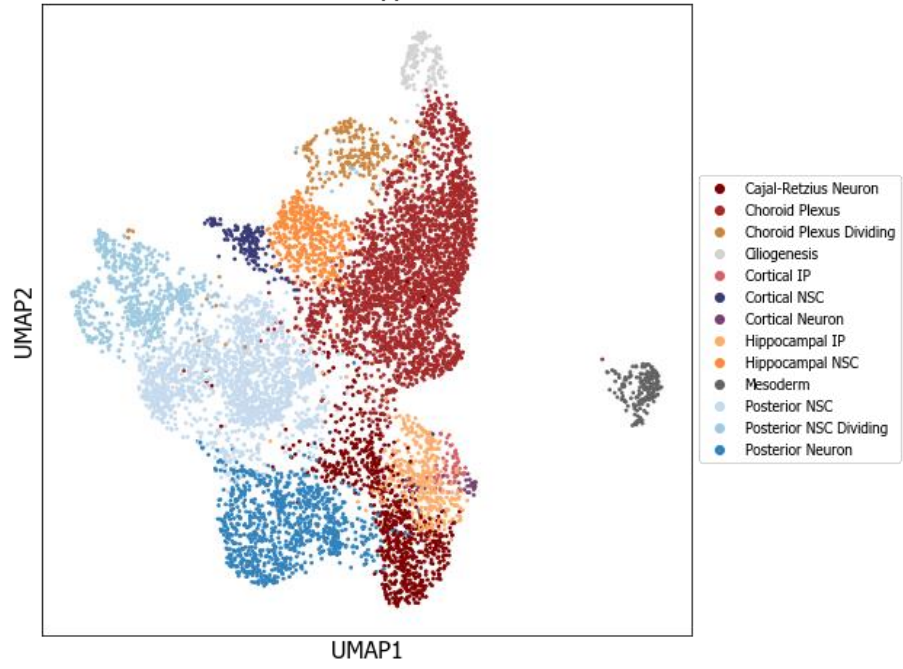 Cajal-Retzius Neuron
Choroid Plexus
Choroid Plexus Dividing
Ciliogenesis
Cortical IP
Cortical NSC
Cortical Neuron
Hippocampal IP
Hippocampal NSC
Mesoderm
Posterior NSC
Posterior NSC Dividing
Posterior Neuron
UMAP2
UMAP1